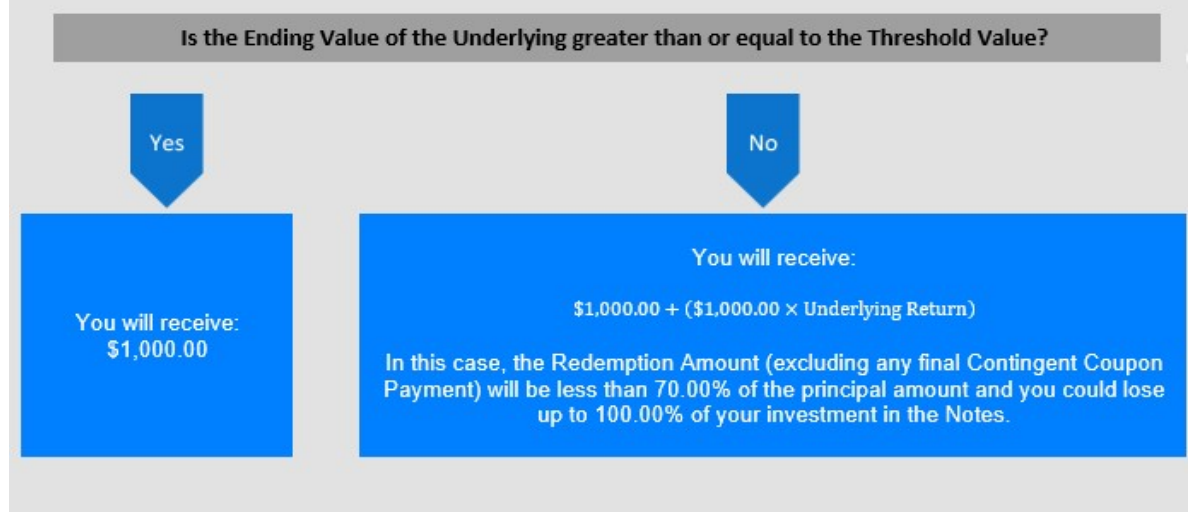 Is the Ending Value of the Underlying greater than or equal to the Threshold Value?
Yes
No
You will receive:
$1,000.00
You will receive:
$1,000.00 + ($1,000.00 × Underlying Return)
In this case, the Redemption Amount (excluding any final Contingent Coupon
Payment) will be less than 70.00% of the principal amount and you could lose
up to 100.00% of your investment in the Notes.